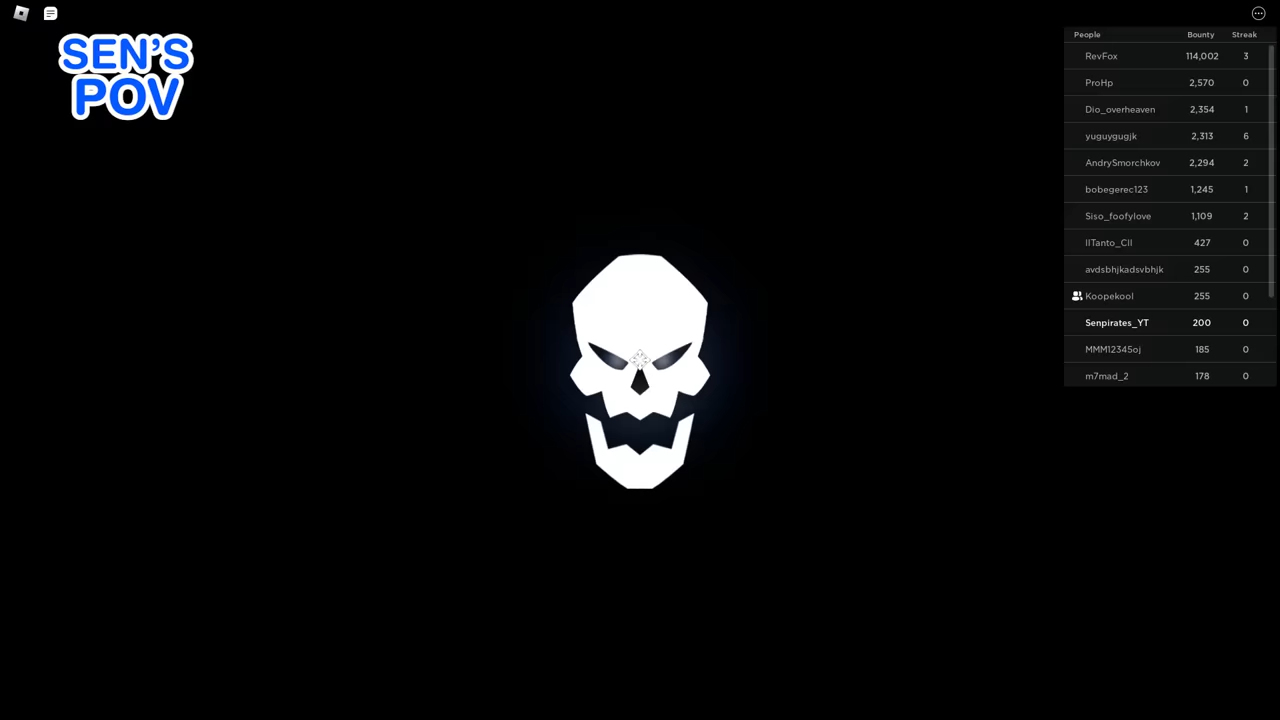 SEN'S
POV
People Bounty Streak
RevFox 114,002 3
ProHp 2,570 0
Dio_overheaven 2,354 1
yuguygugjk 2,313 6
AndrySmorchkov 2,294 2
bobegerec123 1,245 1
Siso_foofylove 1,109 2
IITanto_CII 427 0
avdsbhjkadsvbhjk 255 0
Koopekool 255 0
Senpirates_YT 200 0
MMM12345oj 185 0
m7mad_2 178 0